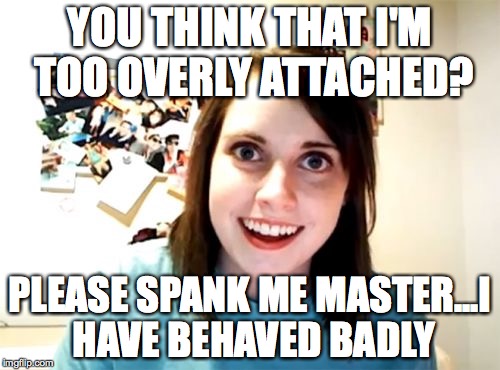 YOU THINK THAT I'M
TOO OVERLY ATTACHED?
PLEASE SPANK ME MASTER...I
HAVE BEHAVED BADLY
imgflip.com